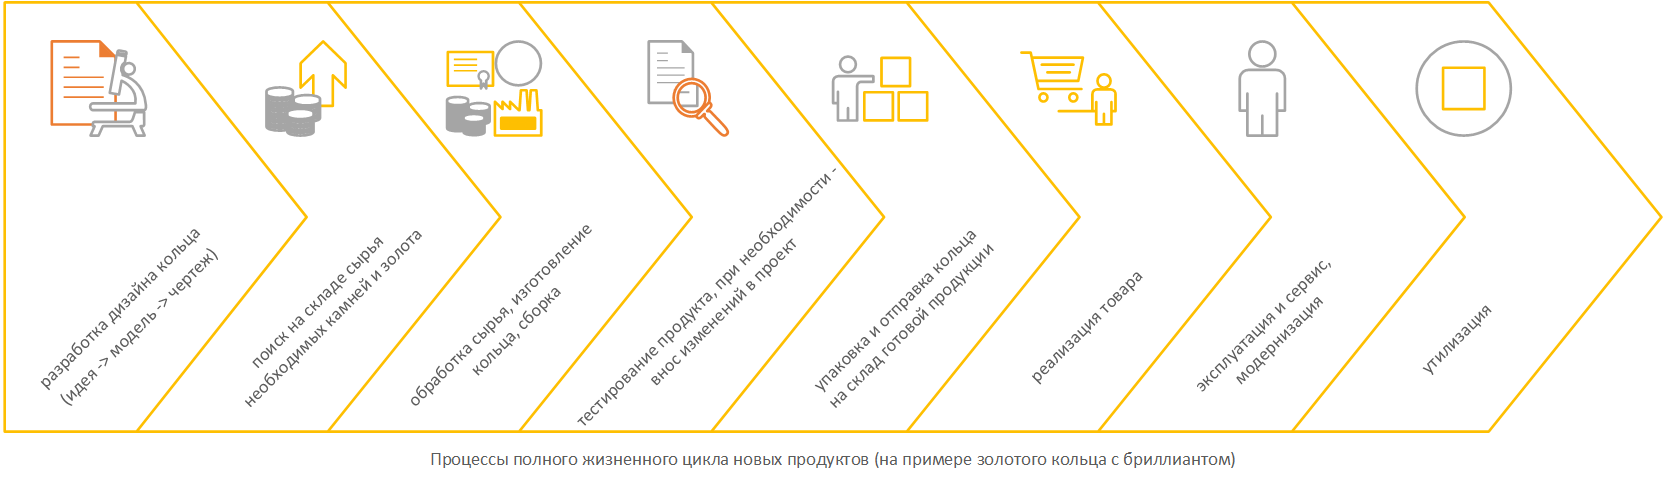 разработка дизайна кольца
(идея -> модель -> чертеж)
поиск на складе сырья
необходимых камней и золота
обработка сырья, изготовление
кольца, сборка
тестирование продукта, при необходимости -
внос изменений в проект
упаковка и отправка кольца
на склад готовой продукции
реализация товара
эксплуатация и сервис,
модернизация
утилизация
Процессы полного жизненного цикла новых продуктов (на примере золотого кольца с бриллиантом)